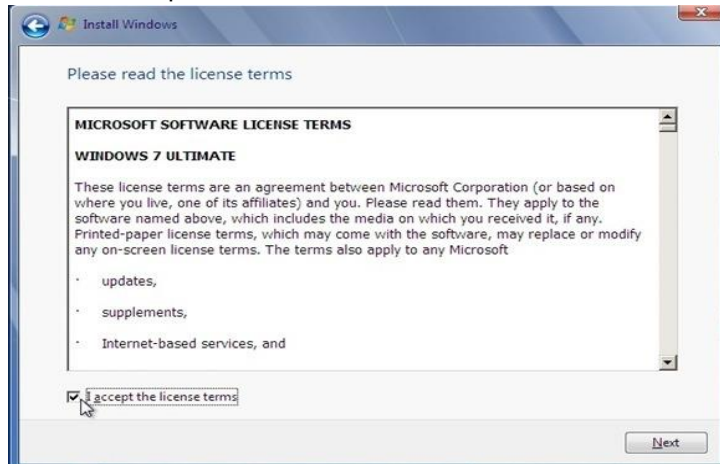 Install Windows
Please read the license terms
MICROSOFT SOFTWARE LICENSE TERMS
WINDOWS 7 ULTIMATE
These license terms are an agreement between Microsoft Corporation (or based on
where you live, one of its affiliates) and you. Please read them. They apply to the
software named above, which includes the media on which you received it, if any.
Printed-paper license terms, which may come with the software, may replace or modify
any on-screen license terms. The terms also apply to any Microsoft
· updates,
· supplements,
· Internet-based services, and
I accept the license terms
Next